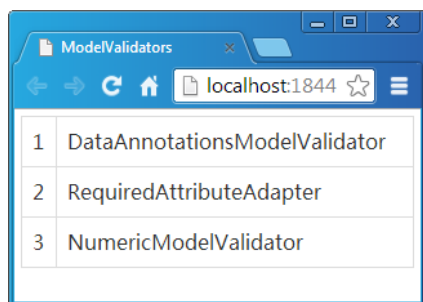 ModelValidators
localhost:1844
1 DataAnnotationsModelValidator
2 RequiredAttributeAdapter
3 NumericModelValidator